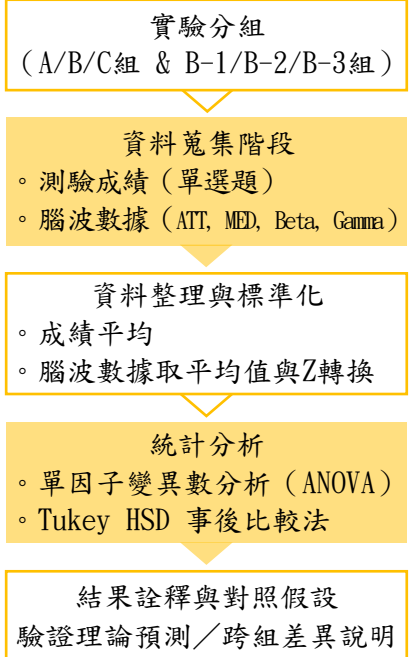 實驗分組
（A/B/C組 & B-1/B-2/B-3組）
資料蒐集階段
◦測驗成績（單選題）
◦腦波數據（ATT, MED, Beta, Gamma）
資料整理與標準化
◦成績平均
◦腦波數據取平均值與Z轉換
統計分析
◦單因子變異數分析（ANOVA）
◦Tukey HSD 事後比較法
結果詮釋與對照假設
驗證理論預測／跨組差異說明